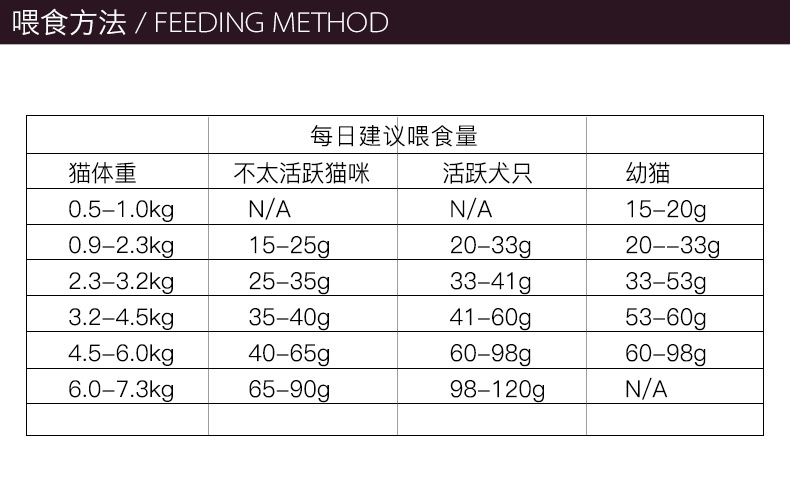 喂食方法 / FEEDING METHOD
每日建议喂食量
猫体重 不太活跃猫咪 活跃犬只 幼猫
0.5–1.0kg N/A N/A 15–20g
0.9–2.3kg 15–25g 20–33g 20––33g
2.3–3.2kg 25–35g 33–41g 33–53g
3.2–4.5kg 35–40g 41–60g 53–60g
4.5–6.0kg 40–65g 60–98g 60–98g
6.0–7.3kg 65–90g 98–120g N/A